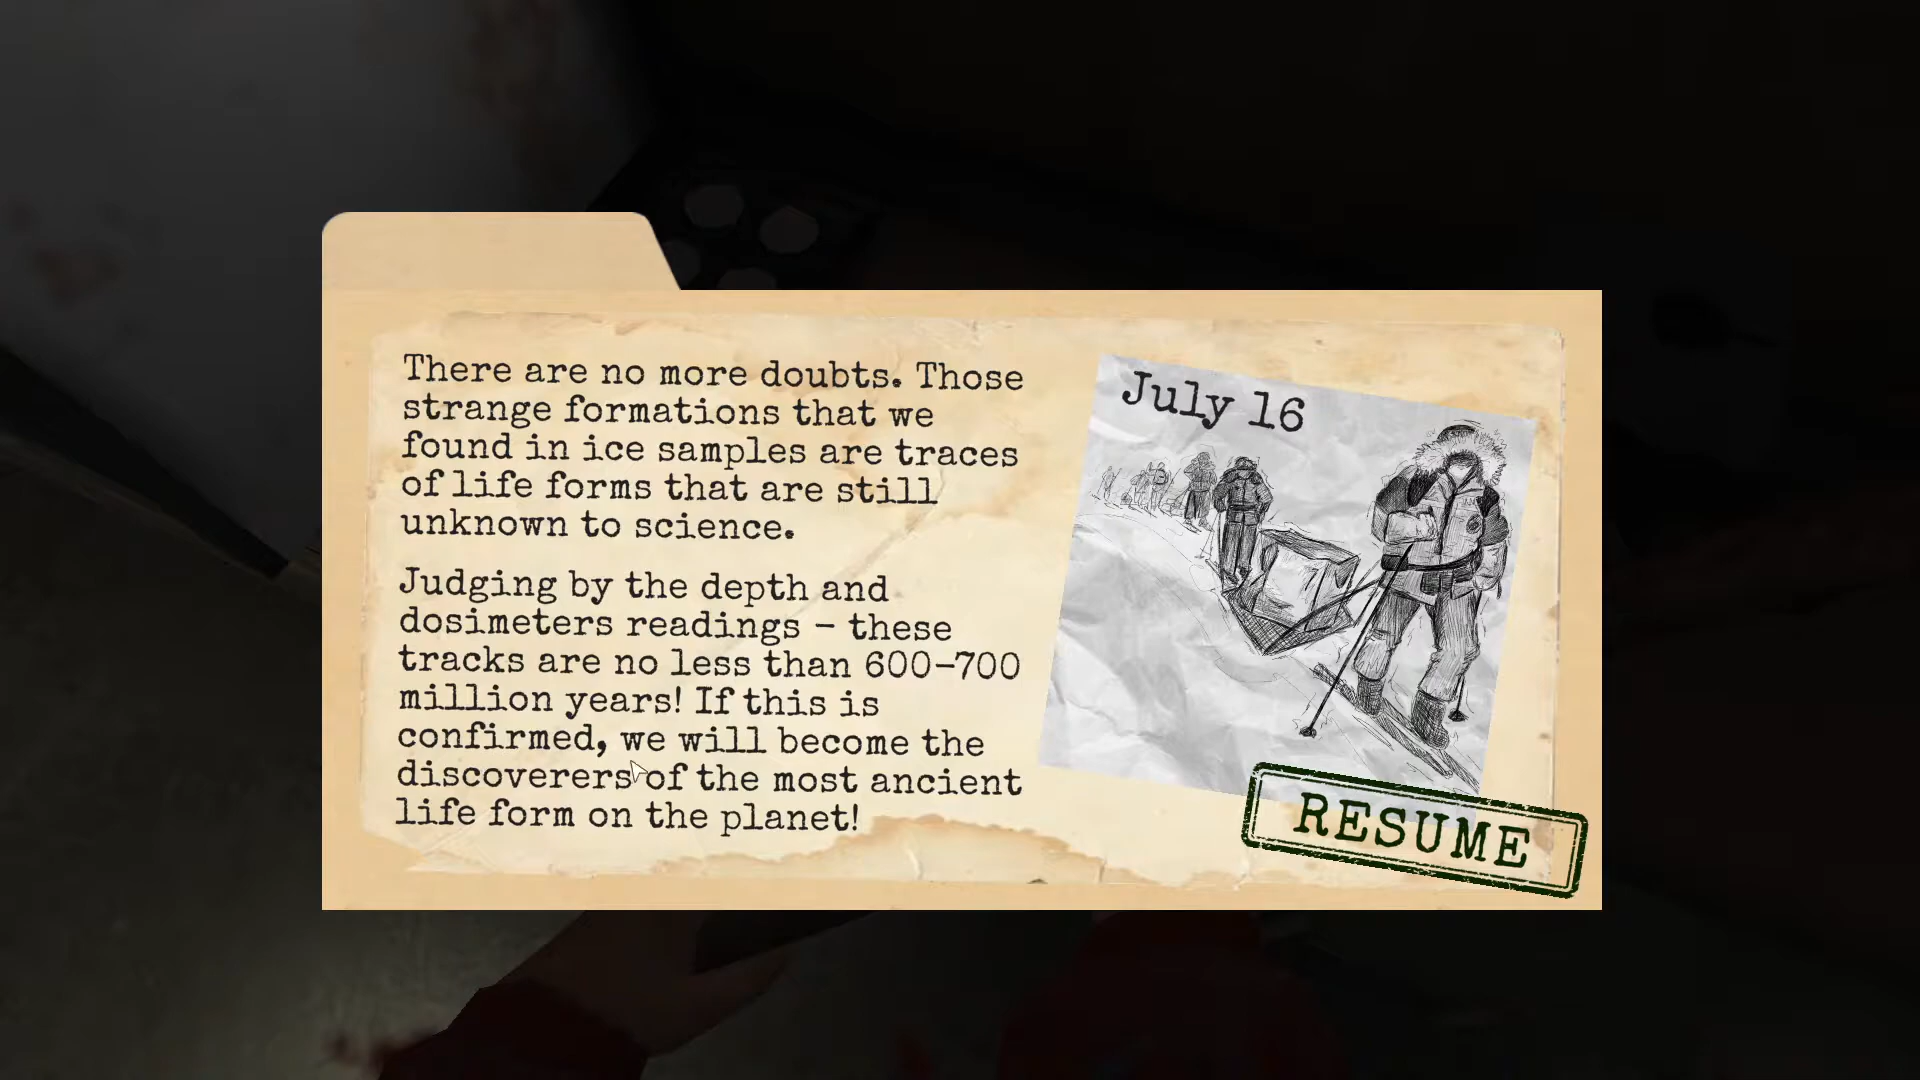 There are no more doubts. Those
strange formations that we
found in ice samples are traces
of life forms that are still
unknown to science.
Judging by the depth and
dosimeters readings – these
tracks are no less than 600-700
million years! If this is
confirmed, we will become the
discoverers of the most ancient
life form on the planet!
July 16
RESUME